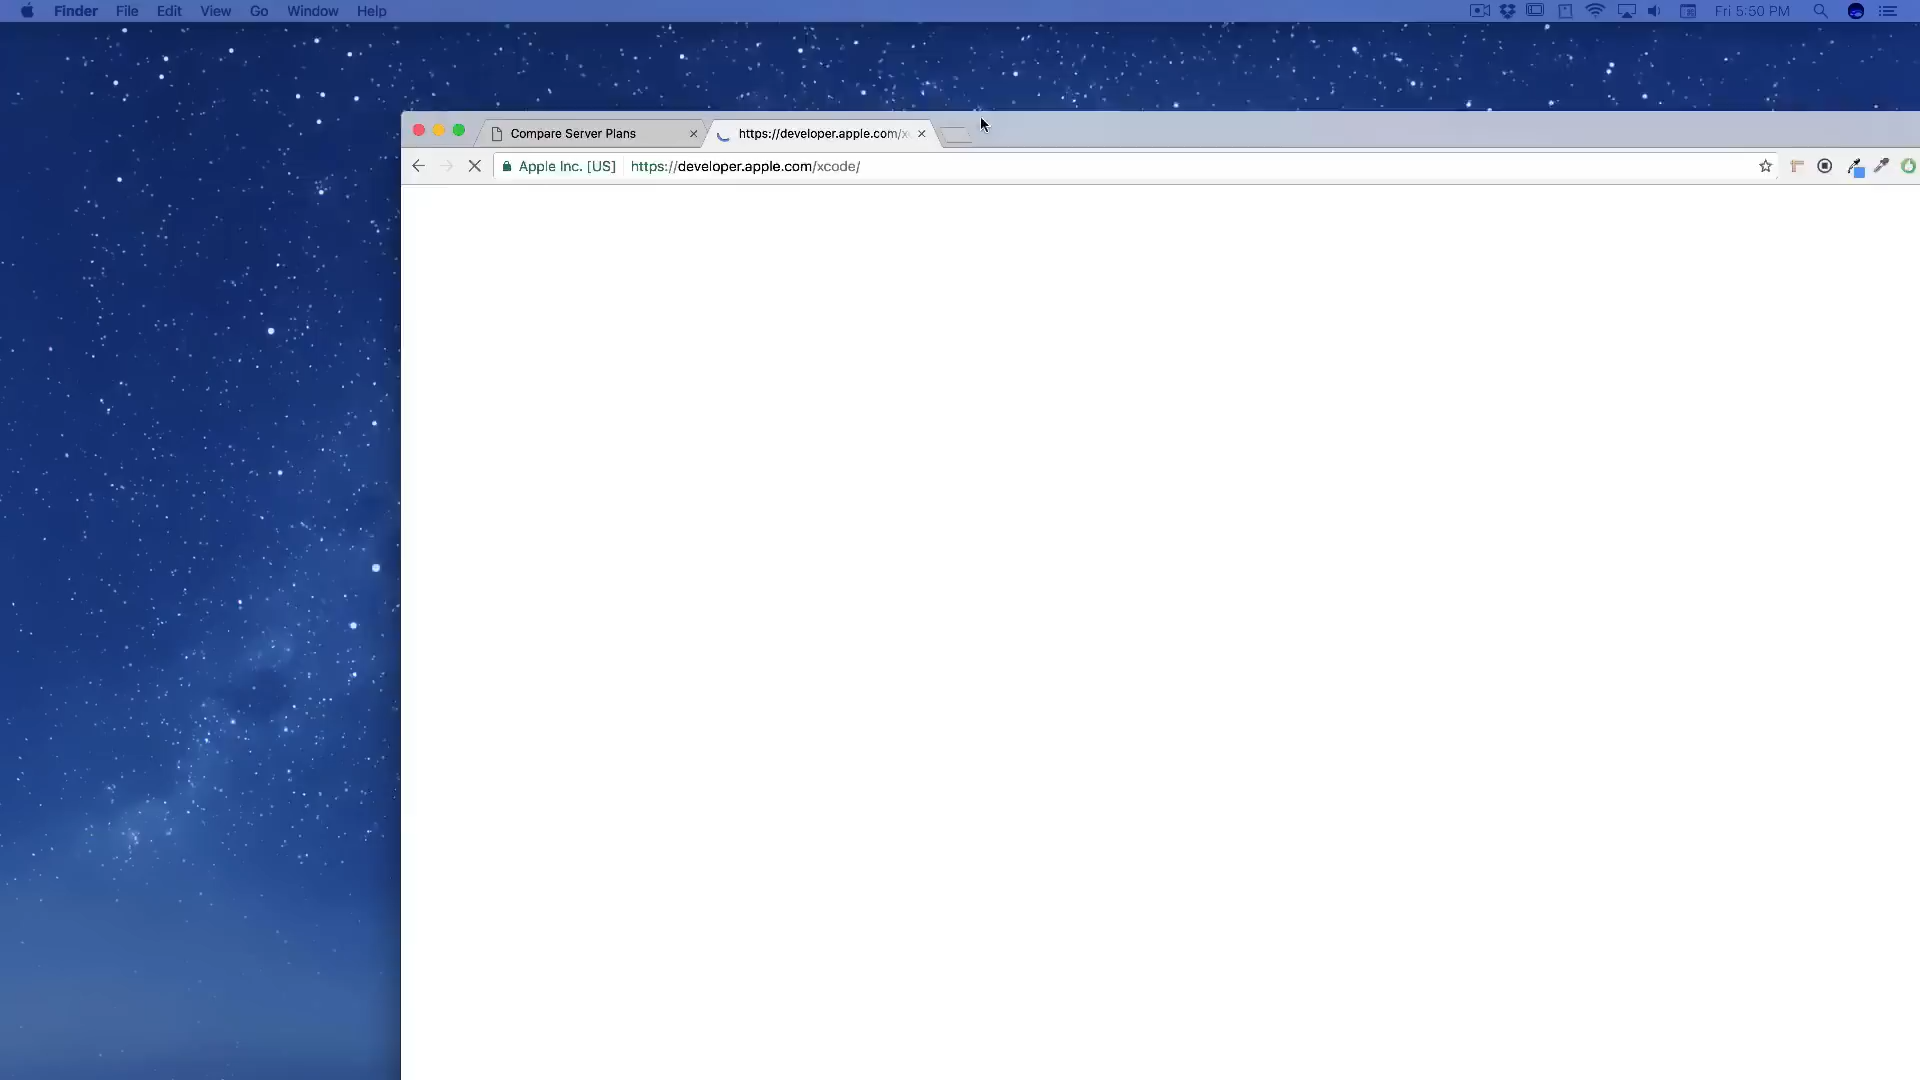 Finder File Edit View Go Window Help Fri 5:50 PM
Compare Server Plans https://developer.apple.com/x
Apple Inc. [US] https://developer.apple.com/xcode/